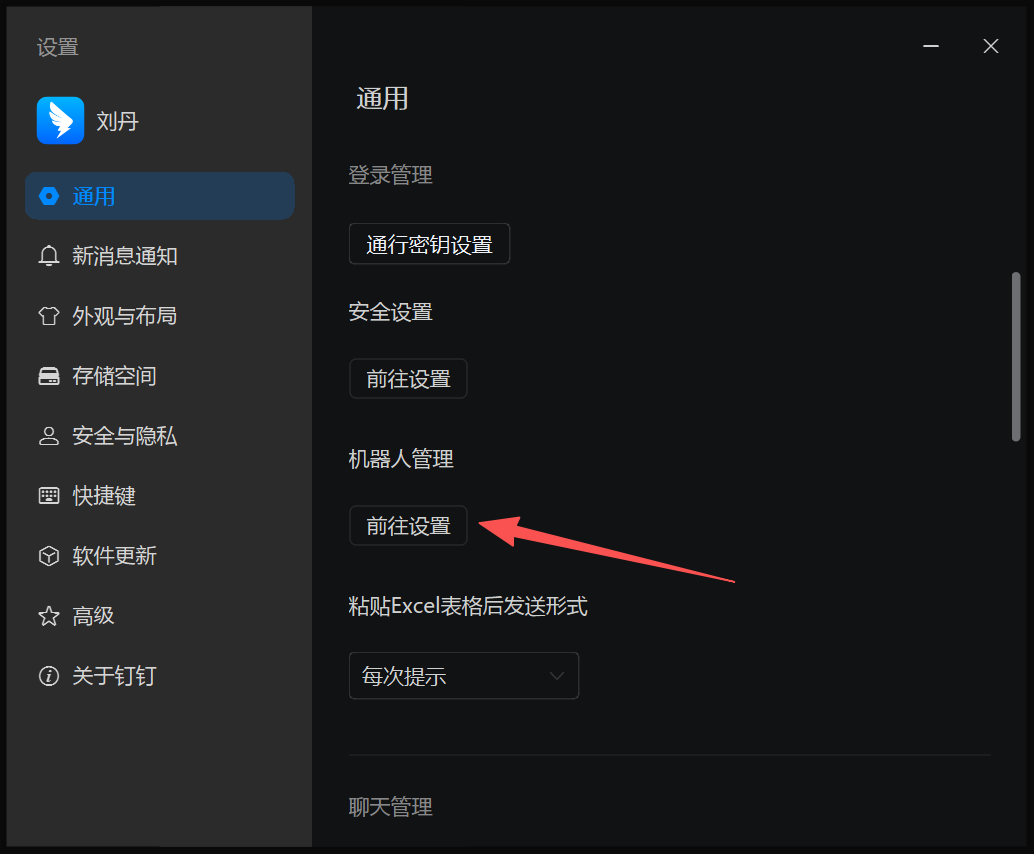 设置
刘丹
通用
新消息通知
外观与布局
存储空间
安全与隐私
快捷键
软件更新
高级
关于钉钉
通用
登录管理
通行密钥设置
安全设置
前往设置
机器人管理
前往设置
粘贴Excel表格后发送形式
每次提示
聊天管理